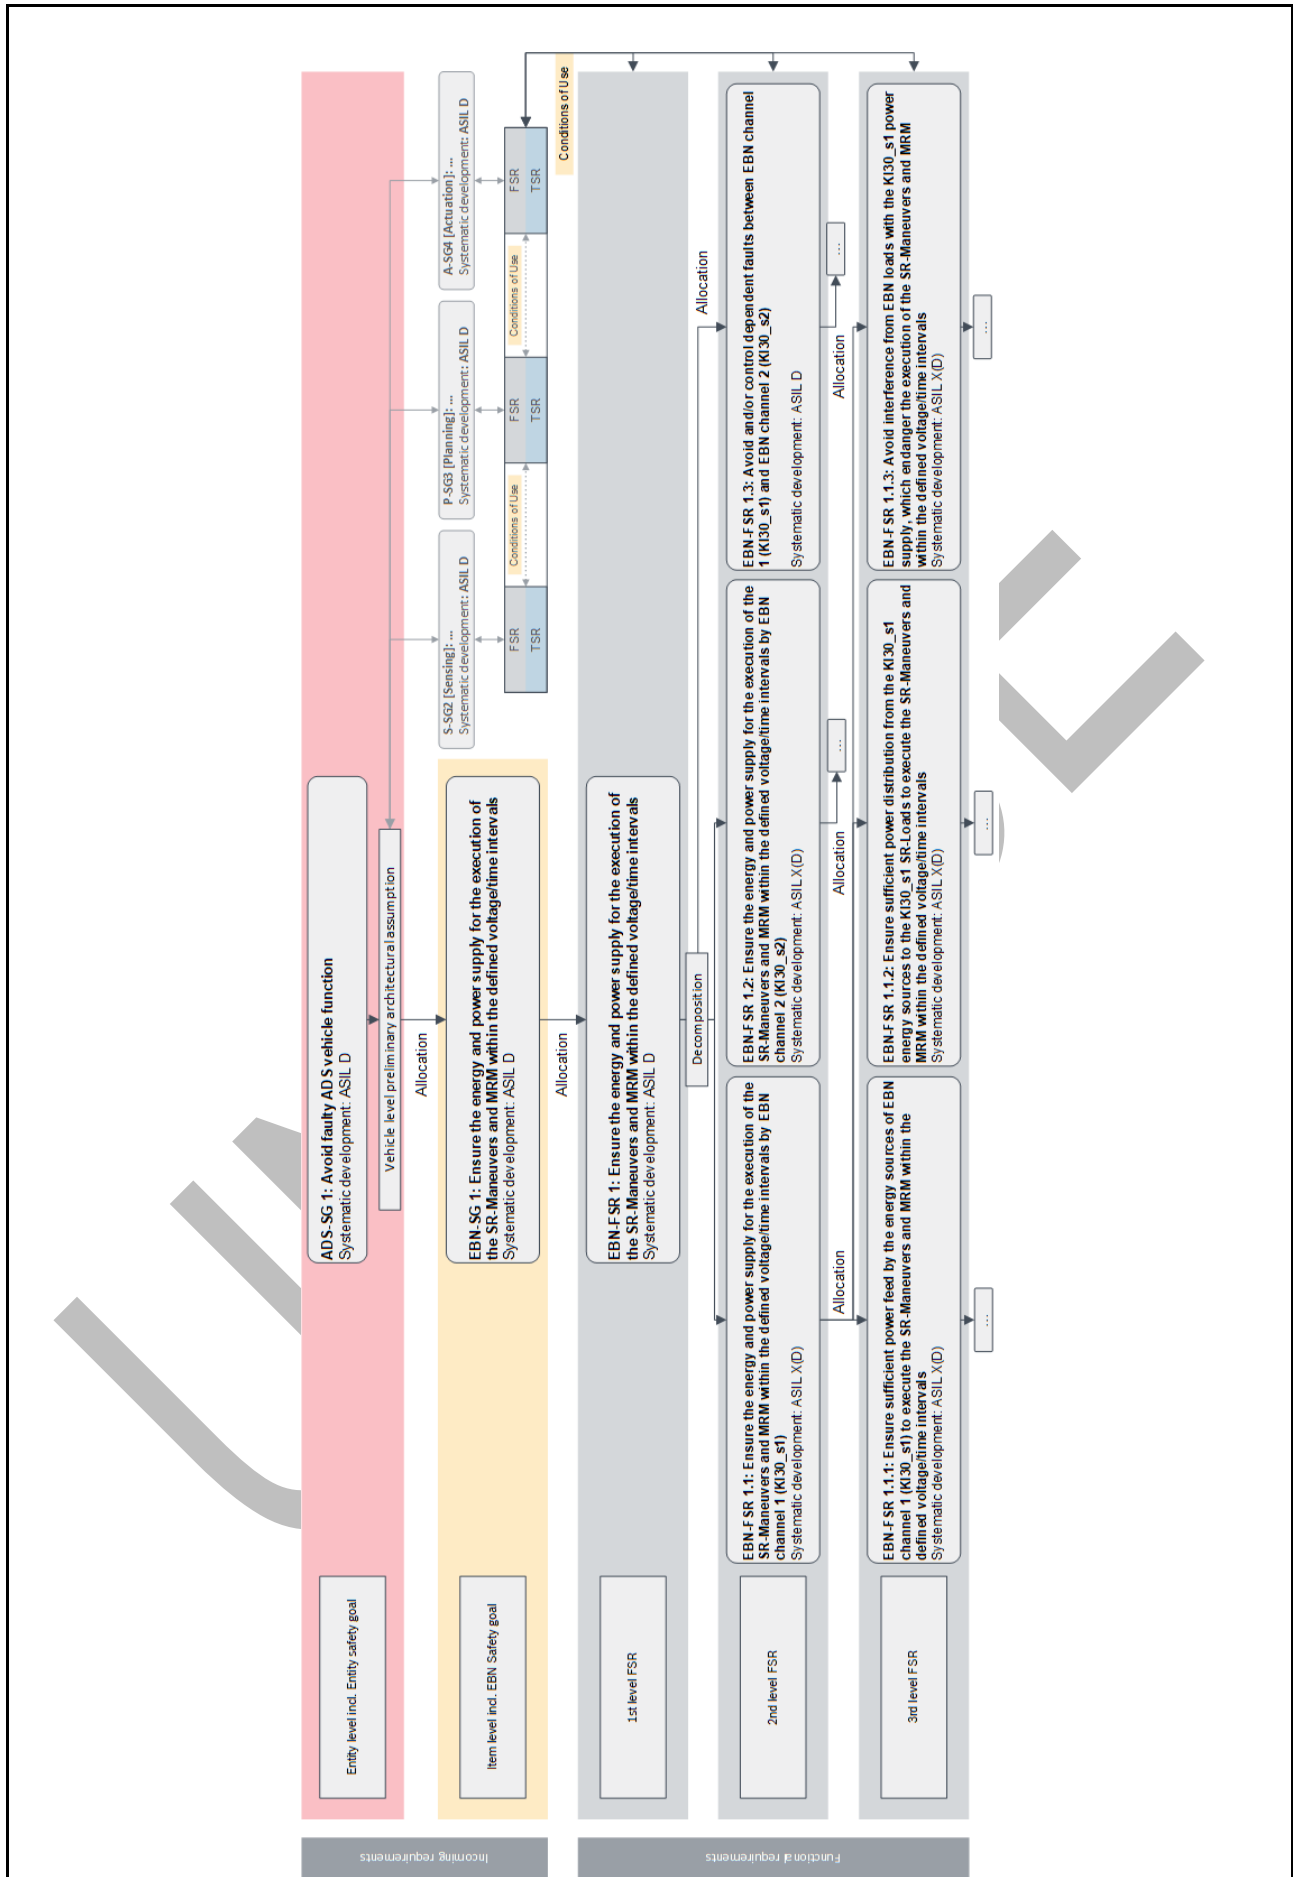 Incoming requirements
Functional requirements
Entity level incl. Entity safety goal
ADS-SG 1: Avoid faulty ADS vehicle function
Systematic development: ASIL D
Vehicle level preliminary architectural assumption
Allocation
Item level incl. EBN Safety goal
EBN-SG 1: Ensure the energy and power supply for the execution of
the SR-Maneuvers and MRM within the defined voltage/time intervals
Systematic development: ASIL D
S-SG2 [Sensing]: ...
Systematic development: ASIL D
P-SG3 [Planning]: ...
Systematic development: ASIL D
A-SG4 [Actuation]: ...
Systematic development: ASIL D
FSR
TSR
Conditions of Use
FSR
TSR
Conditions of Use
FSR
TSR
Conditions of Use
Allocation
1st level FSR
EBN-FSR 1: Ensure the energy and power supply for the execution of
the SR-Maneuvers and MRM within the defined voltage/time intervals
Systematic development: ASIL D
Decomposition
Allocation
2nd level FSR
EBN-FSR 1.1: Ensure the energy and power supply for the execution of the
SR-Maneuvers and MRM within the defined voltage/time intervals by EBN
channel 1 (Kl30_s1)
Systematic development: ASIL X(D)
EBN-FSR 1.2: Ensure the energy and power supply for the execution of the
SR-Maneuvers and MRM within the defined voltage/time intervals by EBN
channel 2 (Kl30_s2)
Systematic development: ASIL X(D)
EBN-FSR 1.3: Avoid and/or control dependent faults between EBN channel
1 (Kl30_s1) and EBN channel 2 (Kl30_s2)
Systematic development: ASIL D
Allocation
Allocation
...
Allocation
...
3rd level FSR
EBN-FSR 1.1.1: Ensure sufficient power feed by the energy sources of EBN
channel 1 (Kl30_s1) to execute the SR-Maneuvers and MRM within the
defined voltage/time intervals
Systematic development: ASIL X(D)
EBN-FSR 1.1.2: Ensure sufficient power distribution from the Kl30_s1
energy sources to the Kl30_s1 SR-Loads to execute the SR-Maneuvers and
MRM within the defined voltage/time intervals
Systematic development: ASIL X(D)
EBN-FSR 1.1.3: Avoid interference from EBN loads with the Kl30_s1 power
supply, which endanger the execution of the SR-Maneuvers and MRM
within the defined voltage/time intervals
Systematic development: ASIL X(D)
...
...
...